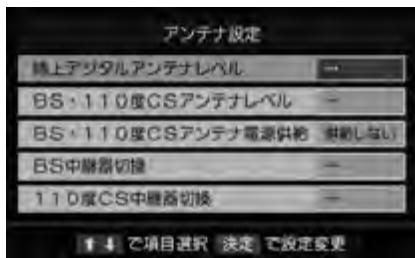 アンテナ設定
地上デジタルアンテナレベル ---
BS・110度CSアンテナレベル ---
BS・110度CSアンテナ電源供給 供給しない
BS中継器切換 ---
110度CS中継器切換 ---
↑ ↓ で項目選択 決定 で設定変更